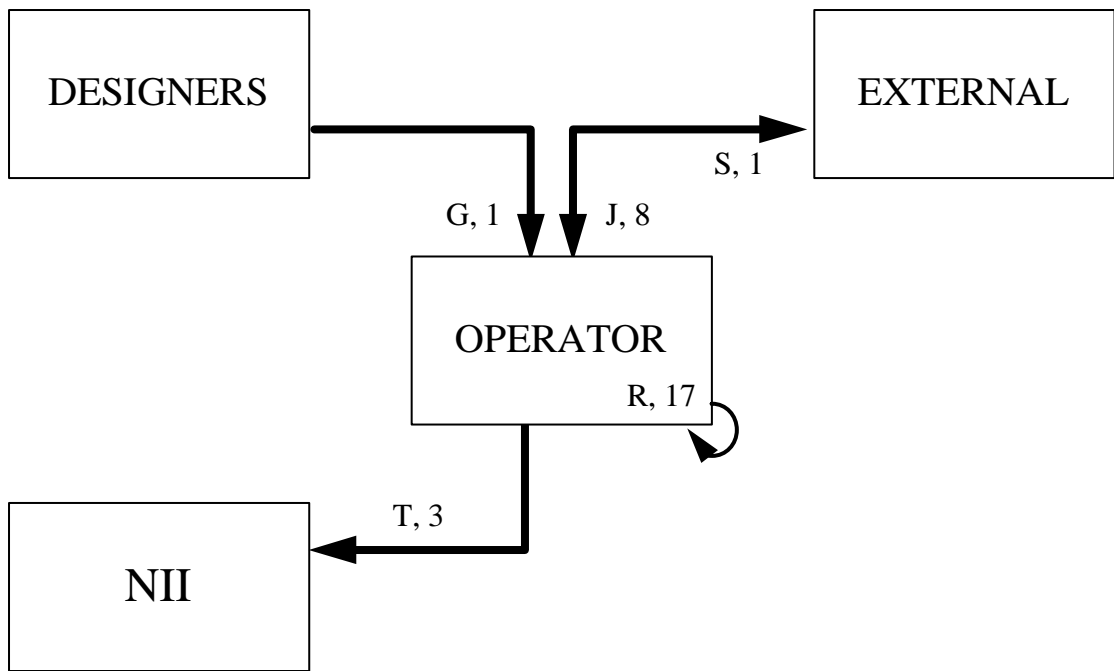 DESIGNERS
EXTERNAL
S, 1
G, 1
J, 8
OPERATOR
R, 17
T, 3
NII